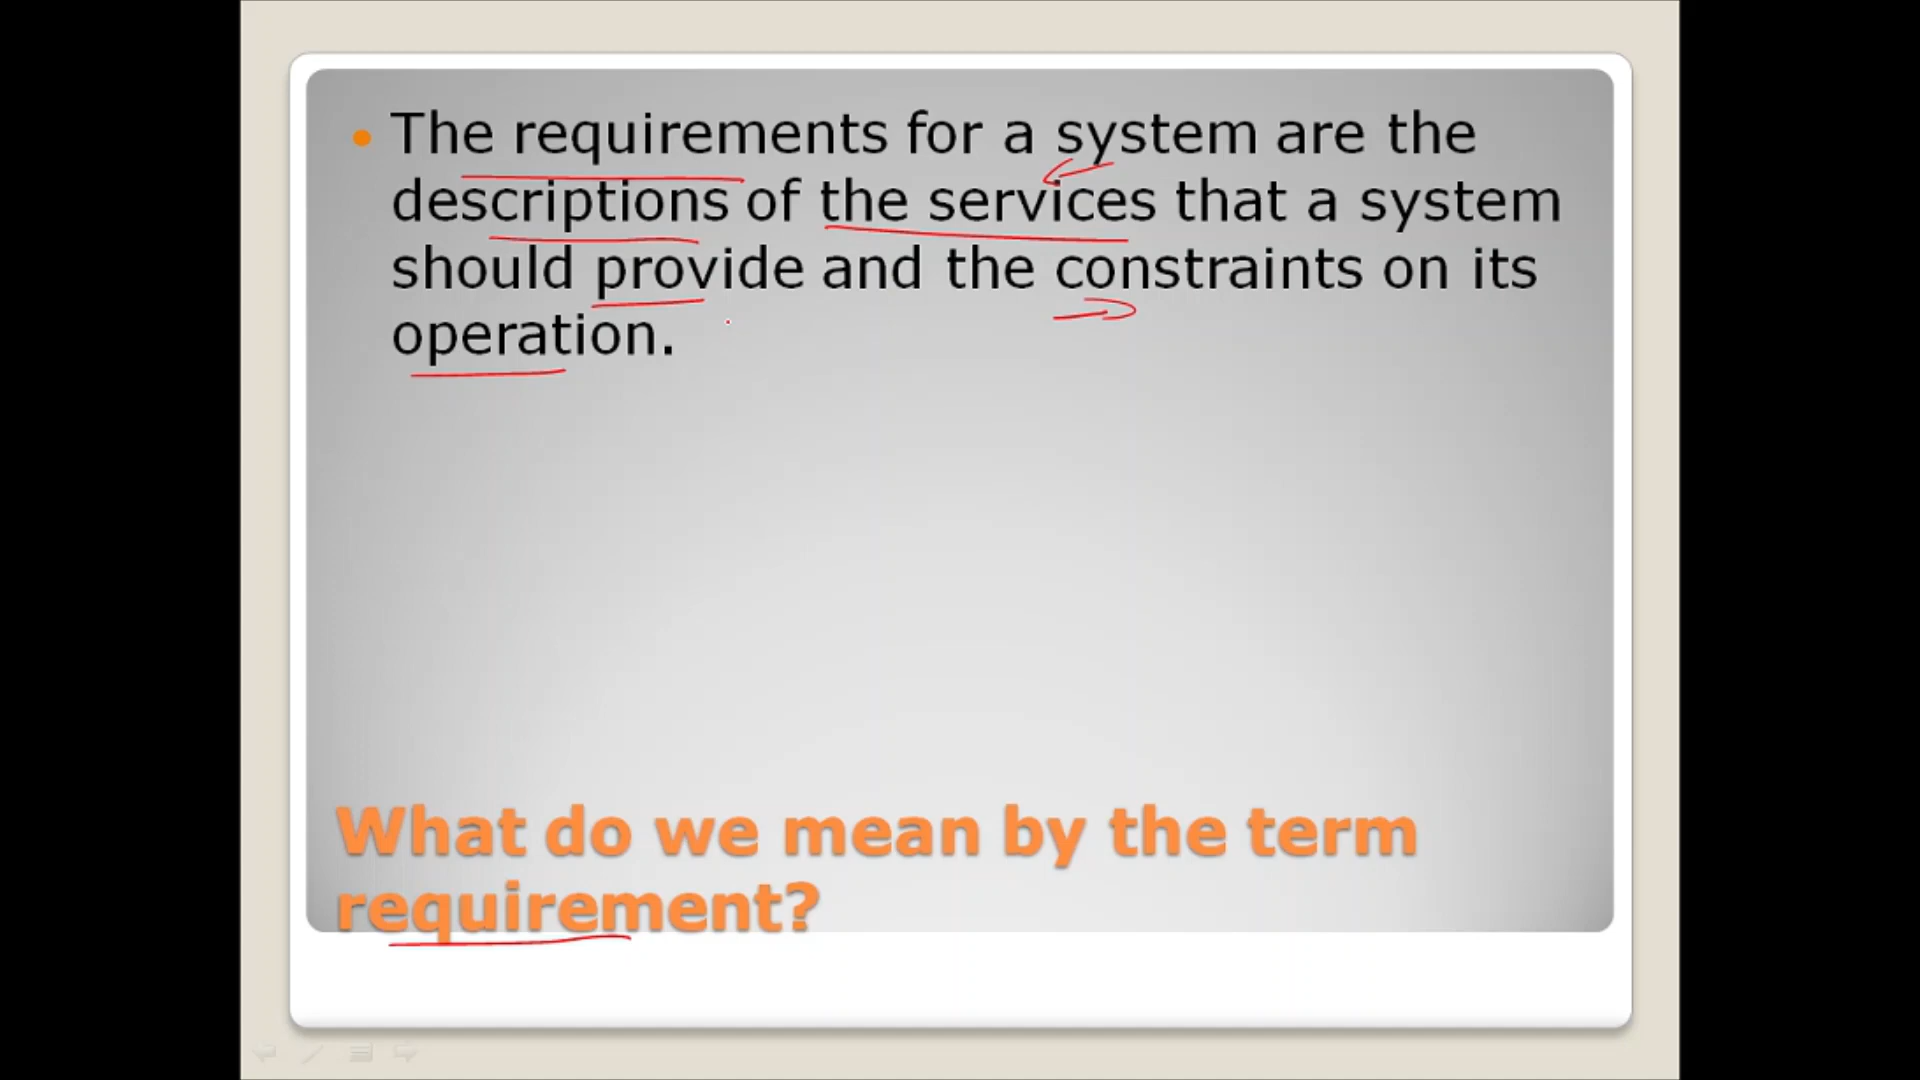 The requirements for a system are the
descriptions of the services that a system
should provide and the constraints on its
operation.
What do we mean by the term
requirement?